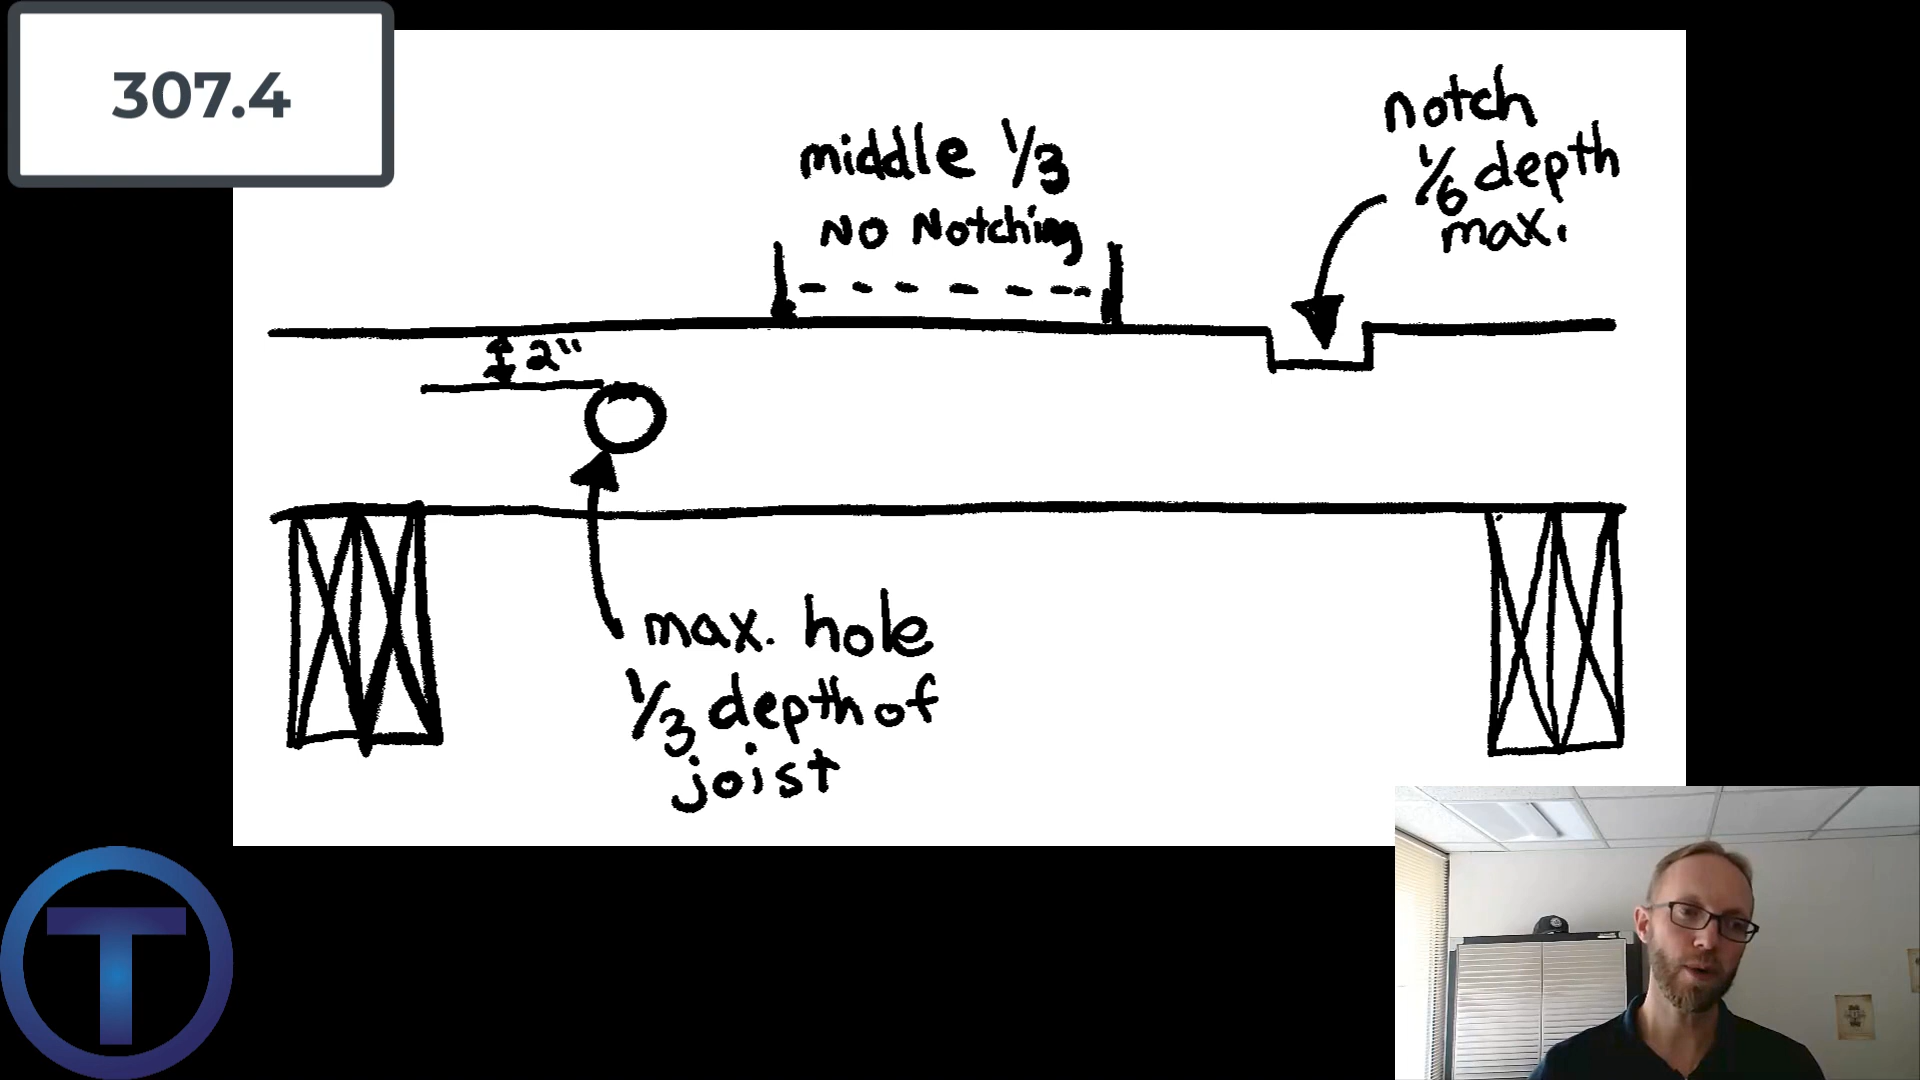 307.4
middle 1/3
No Notching
notch
1/6 depth
max.
2"
max. hole
1/3 depth of
joist
T